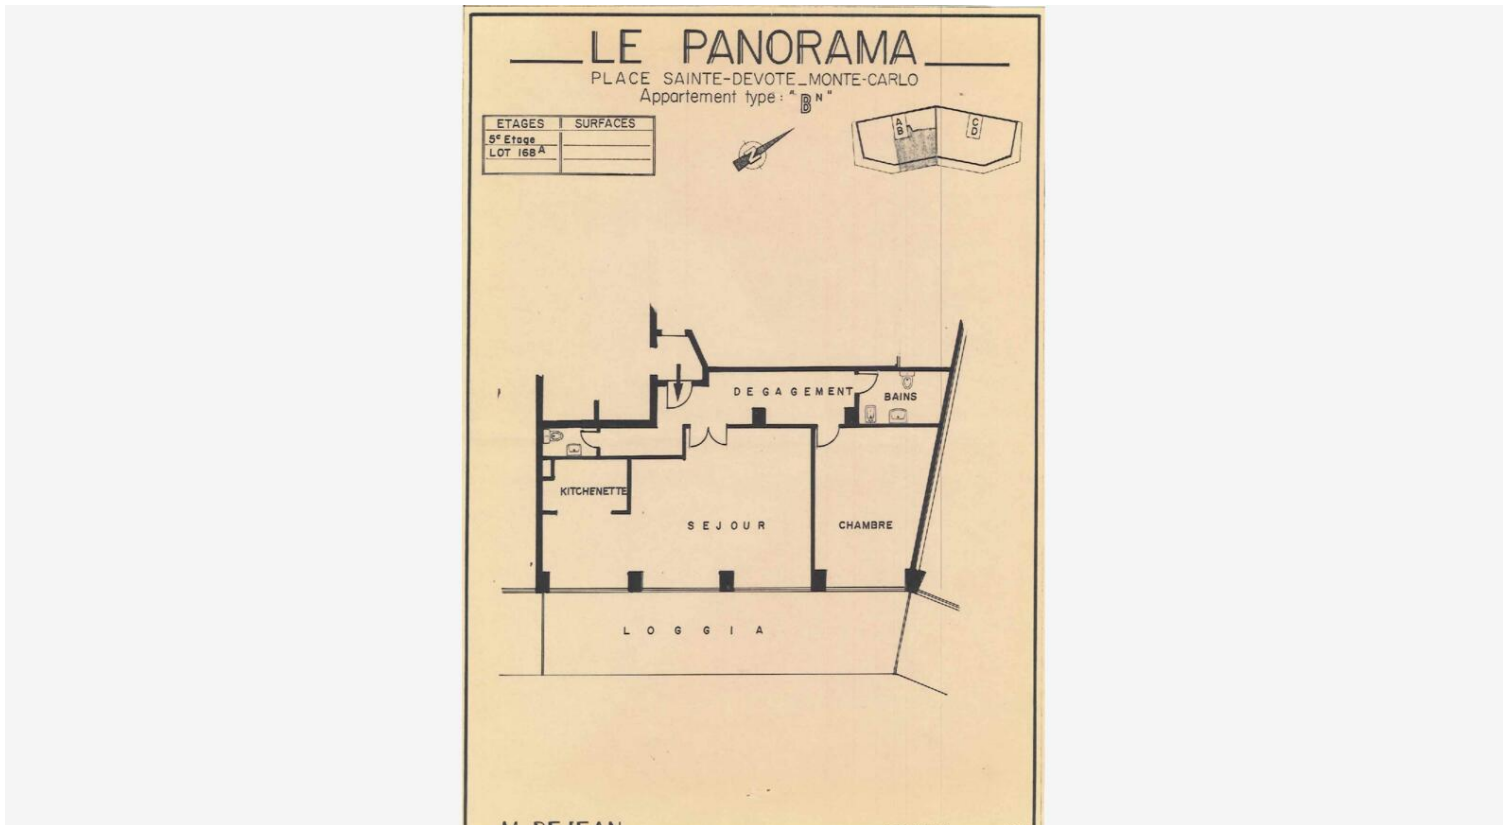 LE PANORAMA
PLACE SAINTE-DEVOTE_MONTE-CARLO
Appartement type : "B N"
ETAGES SURFACES
5e Etage
LOT 16BA
N
A
B
C
D
DEGAGEMENT
BAINS
KITCHENETTE
SEJOUR
CHAMBRE
LOGGIA